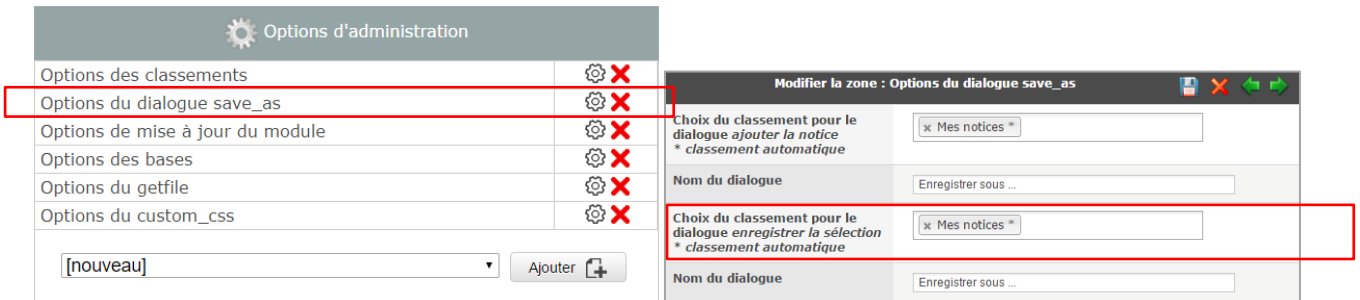 Options d'administration
Options des classements
Options du dialogue save_as
Options de mise à jour du module
Options des bases
Options du getfile
Options du custom_css
[nouveau]
Ajouter
Modifier la zone : Options du dialogue save_as
Choix du classement pour le
dialogue ajouter la notice
* classement automatique
× Mes notices *
Nom du dialogue
Enregistrer sous ...
Choix du classement pour le
dialogue enregistrer la sélection
* classement automatique
× Mes notices *
Nom du dialogue
Enregistrer sous ...